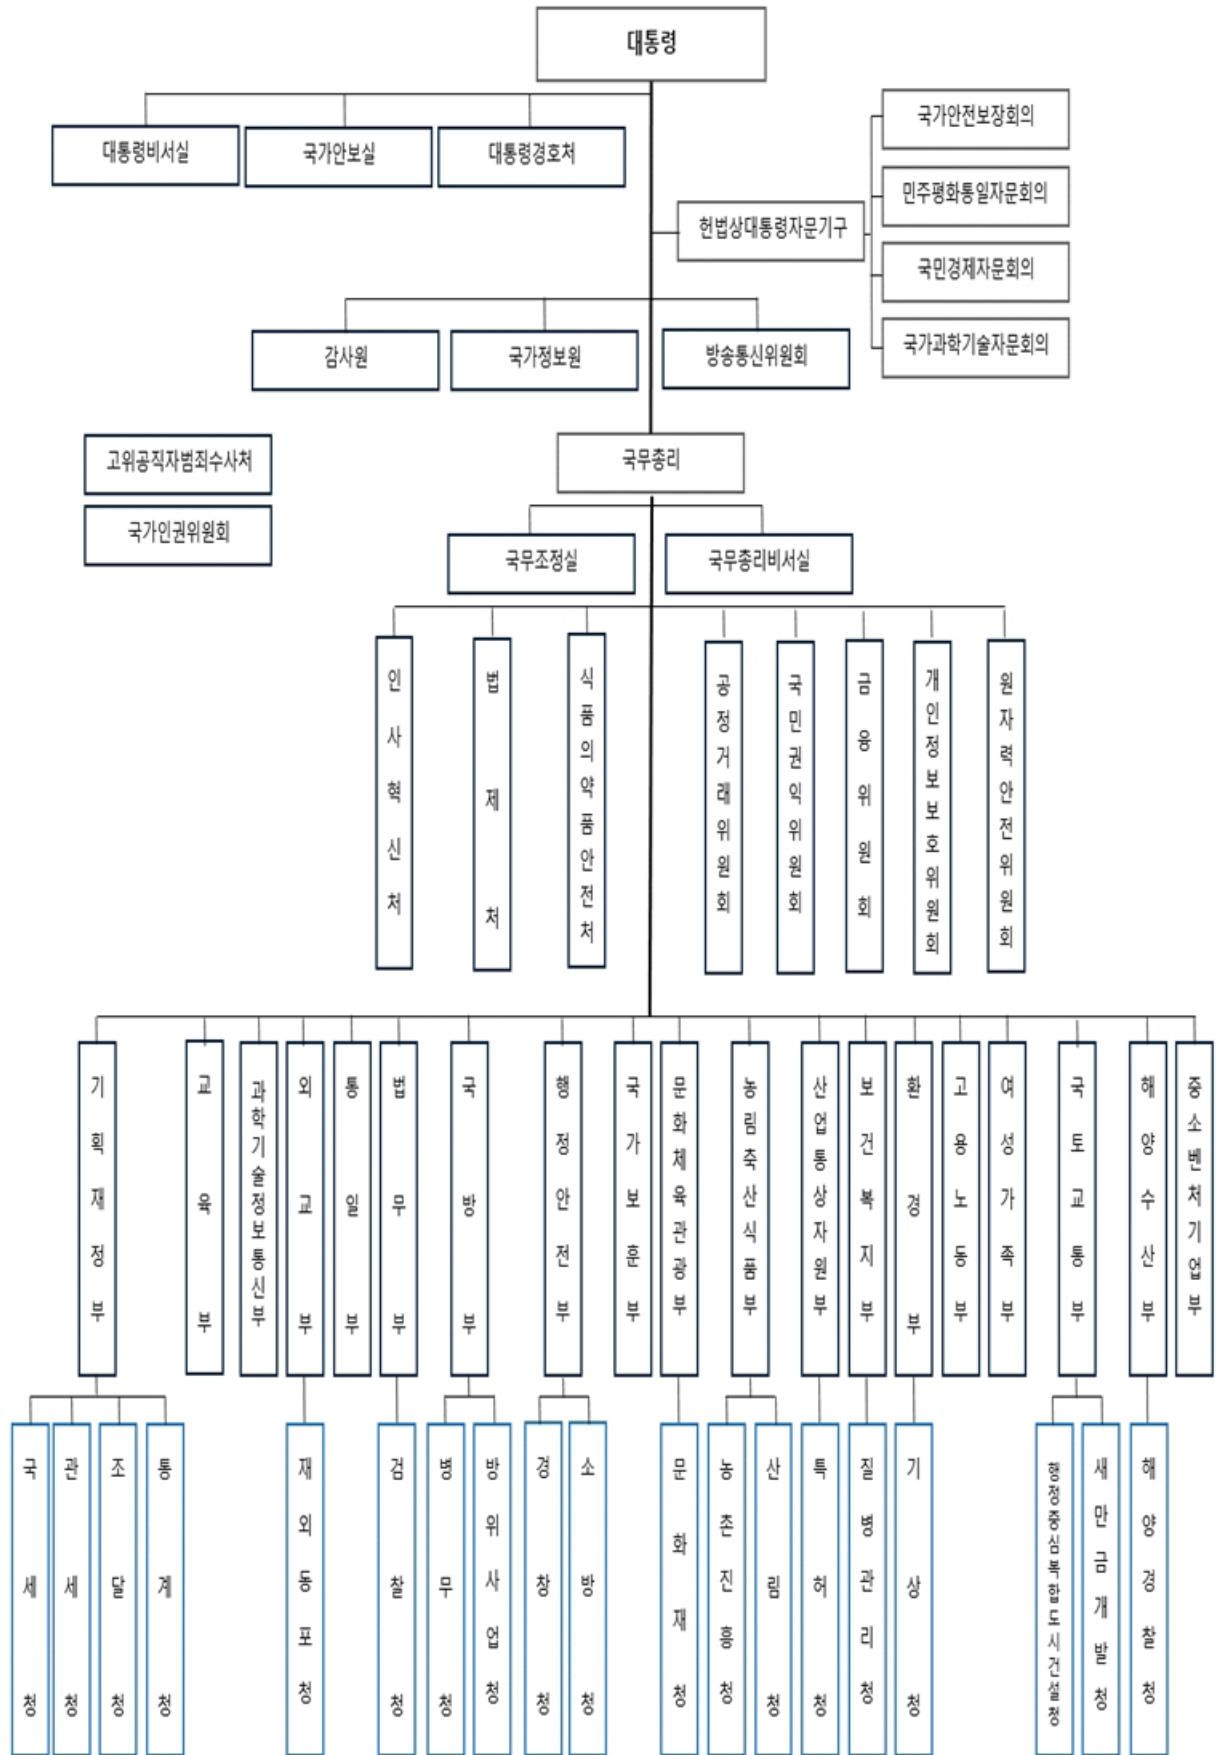 대통령
대통령비서실
국가안보실
대통령경호처
국가안전보장회의
민주평화통일자문회의
헌법상대통령자문기구
국민경제자문회의
국가과학기술자문회의
감사원
국가정보원
방송통신위원회
고위공직자범죄수사처
국가인권위원회
국무총리
국무조정실
국무총리비서실
인사혁신처
법제처
식품의약품안전처
공정거래위원회
국민권익위원회
금융위원회
개인정보보호위원회
원자력안전위원회
기획재정부
교육부
과학기술정보통신부
외교부
통일부
법무부
국방부
행정안전부
국가보훈부
문화체육관광부
농림축산식품부
산업통상자원부
보건복지부
환경부
고용노동부
여성가족부
국토교통부
해양수산부
중소벤처기업부
국세청
관세청
조달청
통계청
재외동포청
검찰청
병무청
방위사업청
경창청
소방청
문화재청
농촌진흥청
산림청
특허청
질병관리청
기상청
행정중심복합도시건설청
새만금개발청
해양경찰청